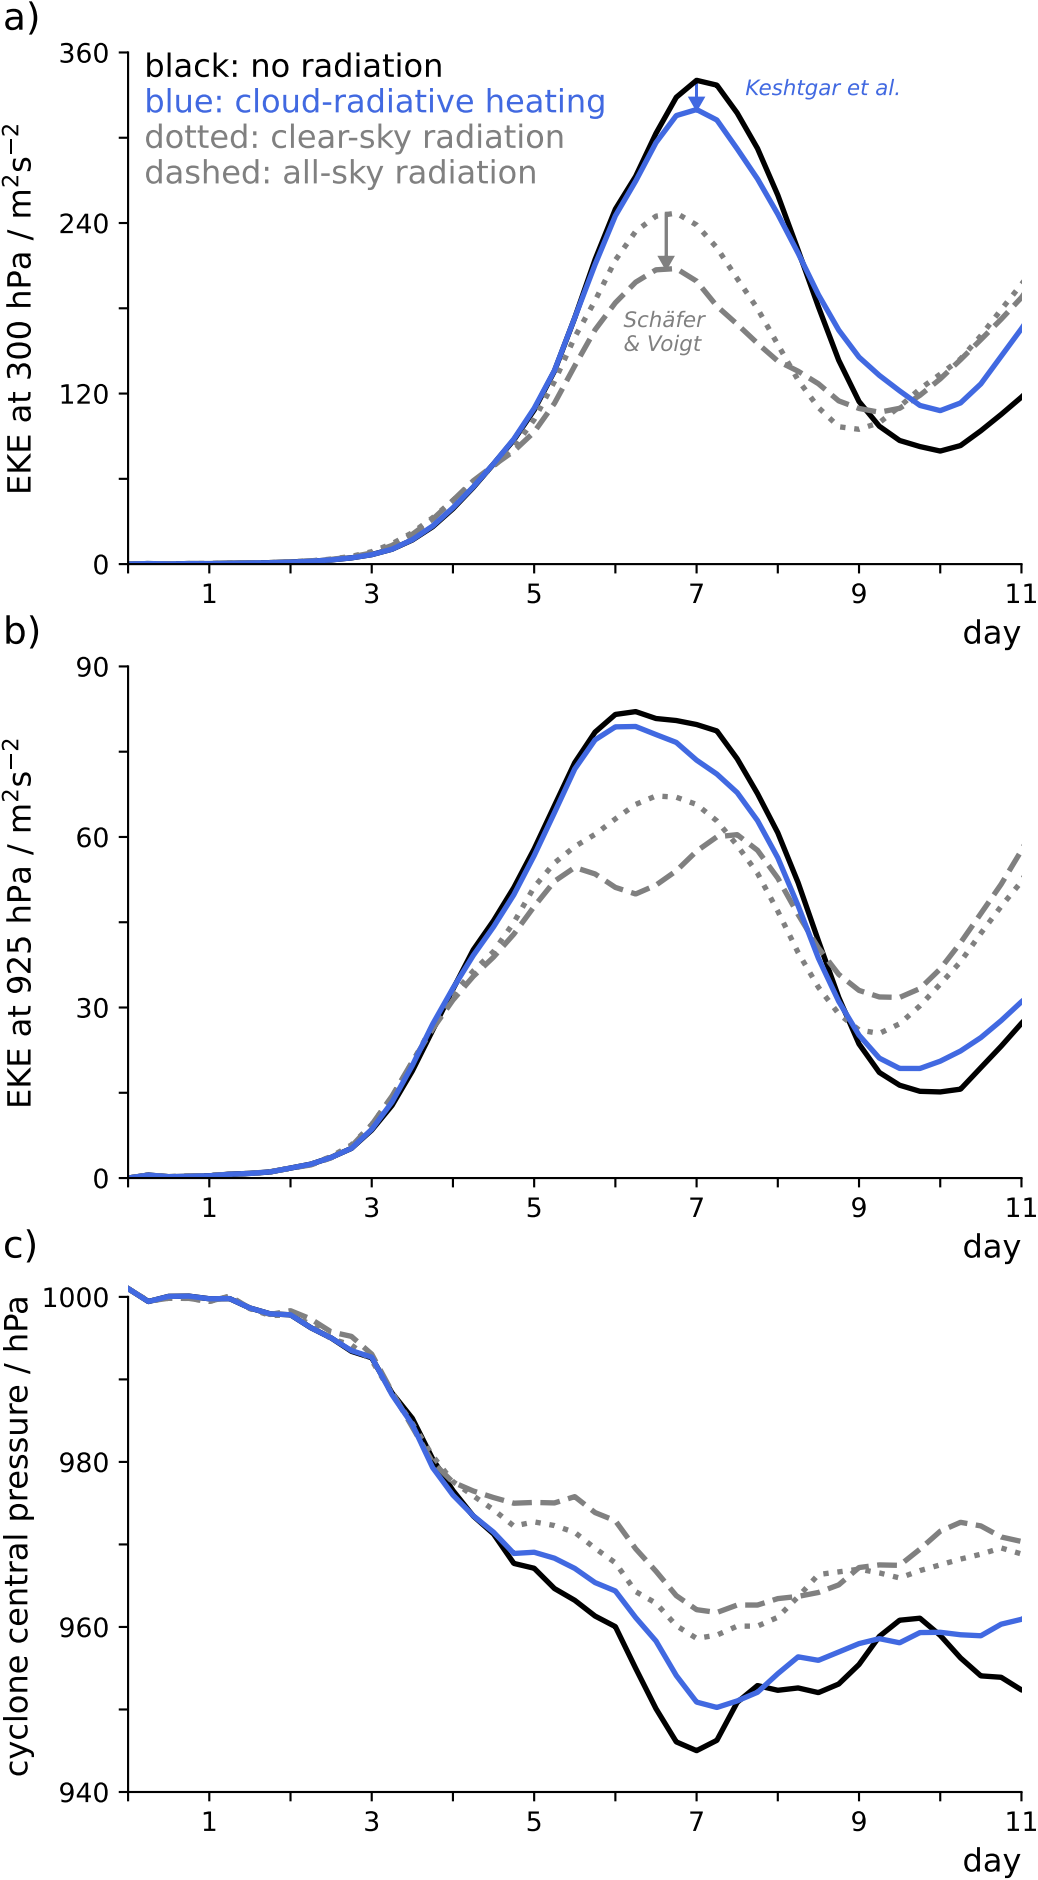 a)
360
black: no radiation
blue: cloud-radiative heating
dotted: clear-sky radiation
dashed: all-sky radiation
Keshtgar et al.
Schäfer
& Voigt
240
120
0
EKE at 300 hPa / m²s⁻²
1 3 5 7 9 11
day
b)
90
60
30
0
EKE at 925 hPa / m²s⁻²
1 3 5 7 9 11
day
c)
1000
980
960
940
cyclone central pressure / hPa
1 3 5 7 9 11
day